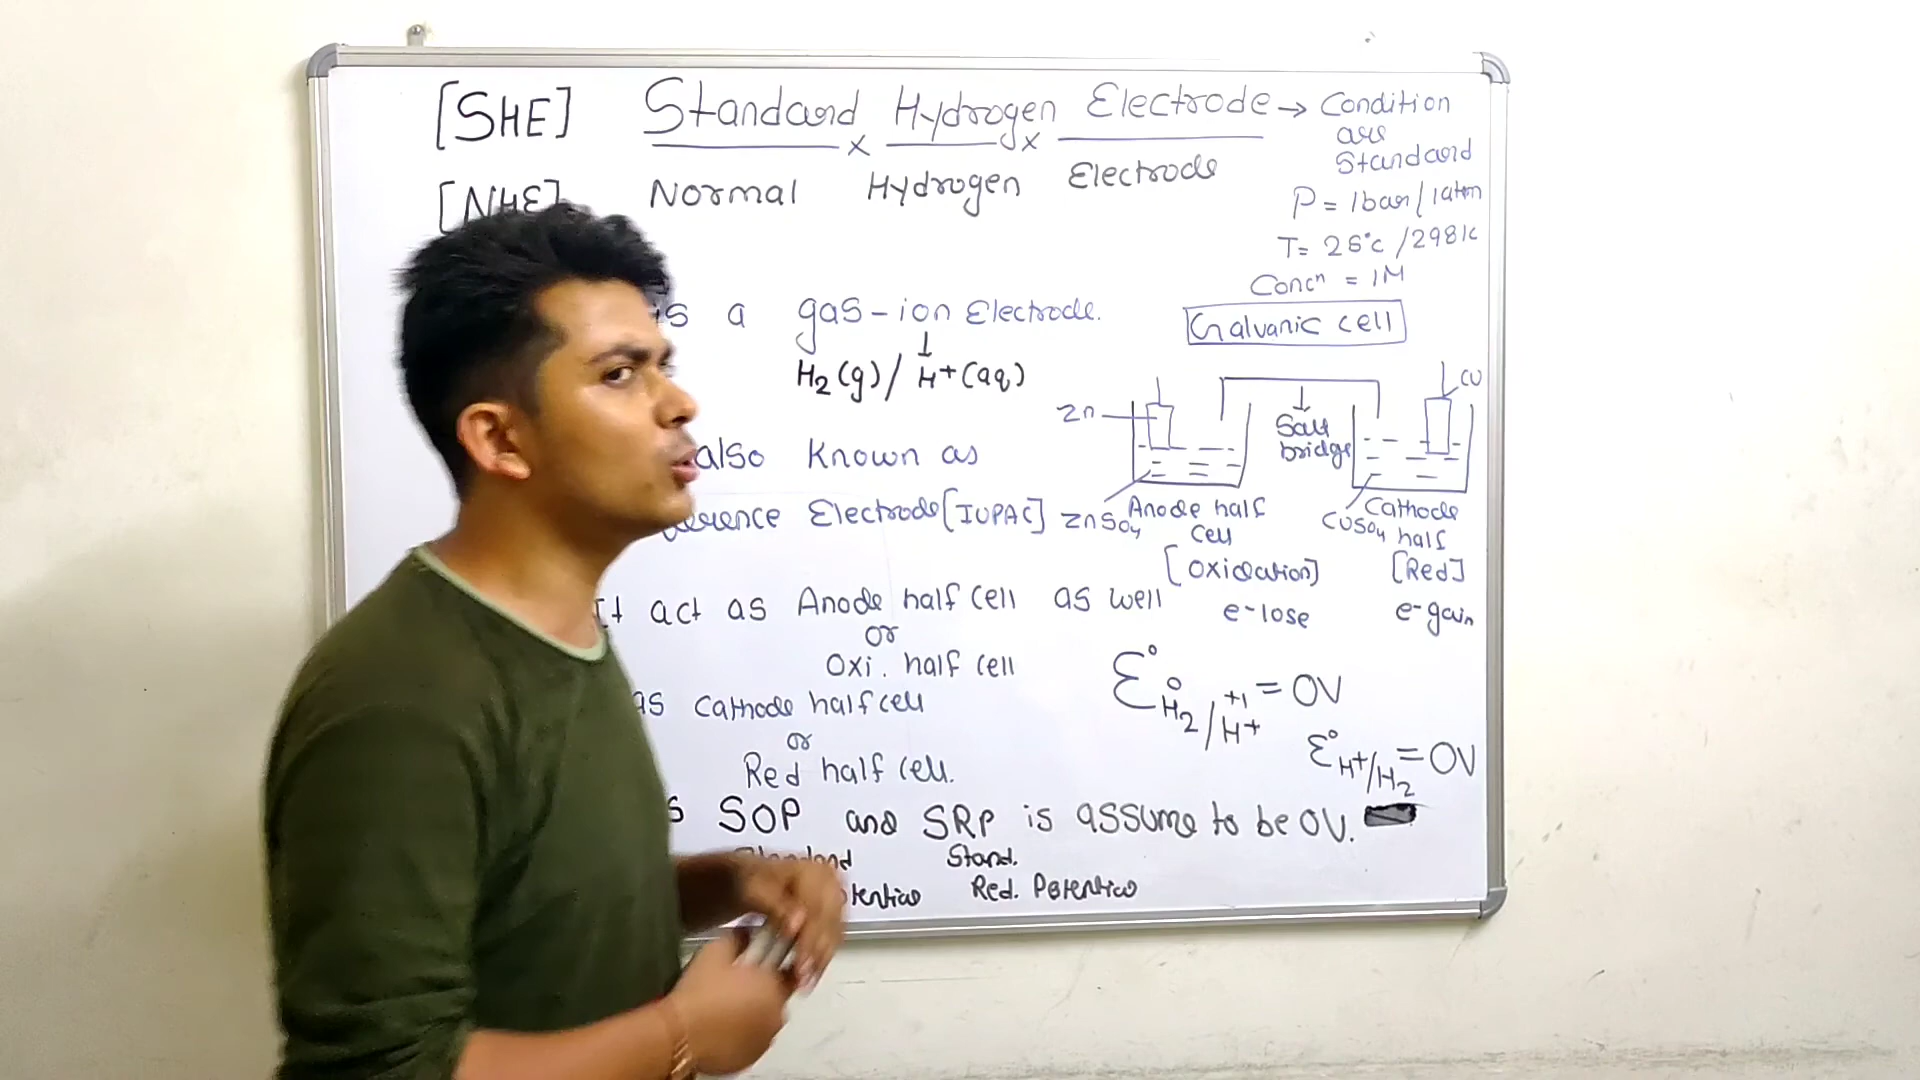 [SHE] Standard Hydrogen Electrode → Condition
are
Standard
[NHE] Normal Hydrogen Electrode
P = 1bar/1atm
T = 25°c /298k
Concⁿ = 1M
is a gas-ion Electrode.
H₂(g)/H+(aq)
Galvanic cell
Zn
Salt
bridge
Cu
also Known as
Electrode [IUPAC]
ZnSO₄
Anode half
Cell
[Oxidation]
e-lose
CuSO₄
Cathode
half
[Red]
e-gain
It act as Anode half Cell as well
or
Oxi. half cell
as Cathode half cell
or
Red half cell.
Ɛ° H₂/H+ = 0V
0 +1
Ɛ° H+/H₂ = 0V
SOP and SRP is assume to be 0V.
Stand.
Red. Potential